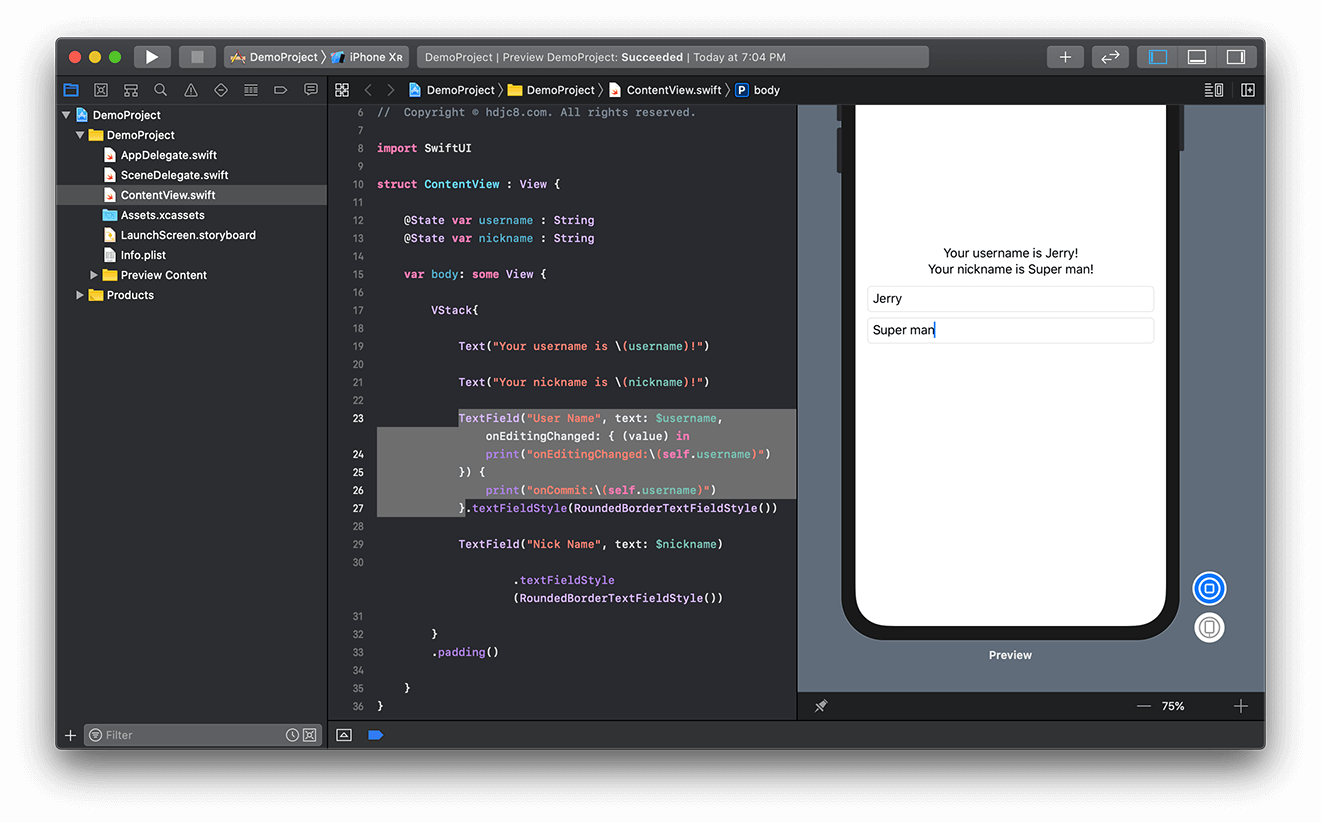 DemoProject
iPhone XR
DemoProject | Preview DemoProject: Succeeded | Today at 7:04 PM
DemoProject
DemoProject
ContentView.swift
P
body
DemoProject
DemoProject
AppDelegate.swift
SceneDelegate.swift
ContentView.swift
Assets.xcassets
LaunchScreen.storyboard
Info.plist
Preview Content
Products
Filter
6 // Copyright © hdjc8.com. All rights reserved.
7
8 import SwiftUI
9
10 struct ContentView : View {
11
12 @State var username : String
13 @State var nickname : String
14
15 var body: some View {
16
17 VStack{
18
19 Text("Your username is \(username)!")
20
21 Text("Your nickname is \(nickname)!")
22
23 TextField("User Name", text: $username,
onEditingChanged: { (value) in
24 print("onEditingChanged:\(self.username)")
25 }) {
26 print("onCommit:\(self.username)")
27 }.textFieldStyle(RoundedBorderTextFieldStyle())
28
29 TextField("Nick Name", text: $nickname)
30
.textFieldStyle
(RoundedBorderTextFieldStyle())
31
32 }
33 .padding()
34
35 }
36 }
Your username is Jerry!
Your nickname is Super man!
Jerry
Super man
Preview
75%